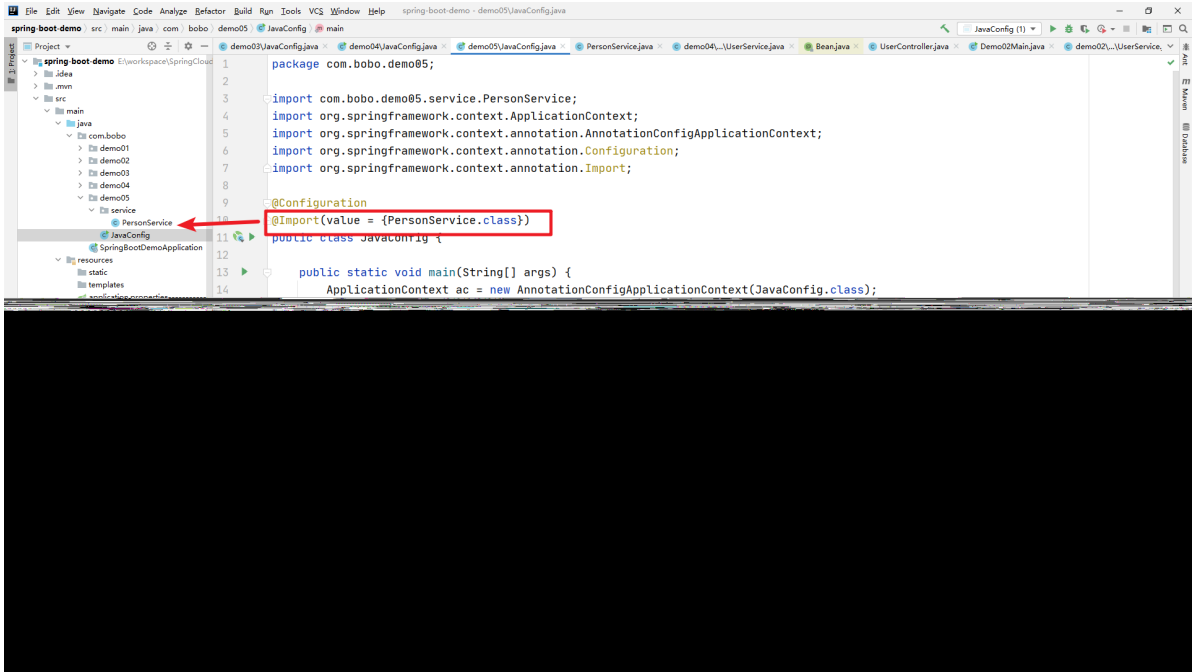 File Edit View Navigate Code Analyze Refactor Build Run Tools VCS Window Help spring-boot-demo - demo05\JavaConfig.java
spring-boot-demo src main java com bobo demo05 JavaConfig main JavaConfig (1)
Project demo03\JavaConfig.java demo04\JavaConfig.java demo05\JavaConfig.java PersonService.java demo04\...\UserService.java Bean.java UserController.java Demo02Main.java demo02\...\UserService.
1: Project
Ant
Maven
Database
spring-boot-demo E:\workspace\SpringCloud
.idea
.mvn
src
main
java
com.bobo
demo01
demo02
demo03
demo04
demo05
service
PersonService
JavaConfig
SpringBootDemoApplication
resources
static
templates
application.properties
1 package com.bobo.demo05;
2
3 import com.bobo.demo05.service.PersonService;
4 import org.springframework.context.ApplicationContext;
5 import org.springframework.context.annotation.AnnotationConfigApplicationContext;
6 import org.springframework.context.annotation.Configuration;
7 import org.springframework.context.annotation.Import;
8
9 @Configuration
10 @Import(value = {PersonService.class})
11 public class JavaConfig {
12
13 public static void main(String[] args) {
14 ApplicationContext ac = new AnnotationConfigApplicationContext(JavaConfig.class);